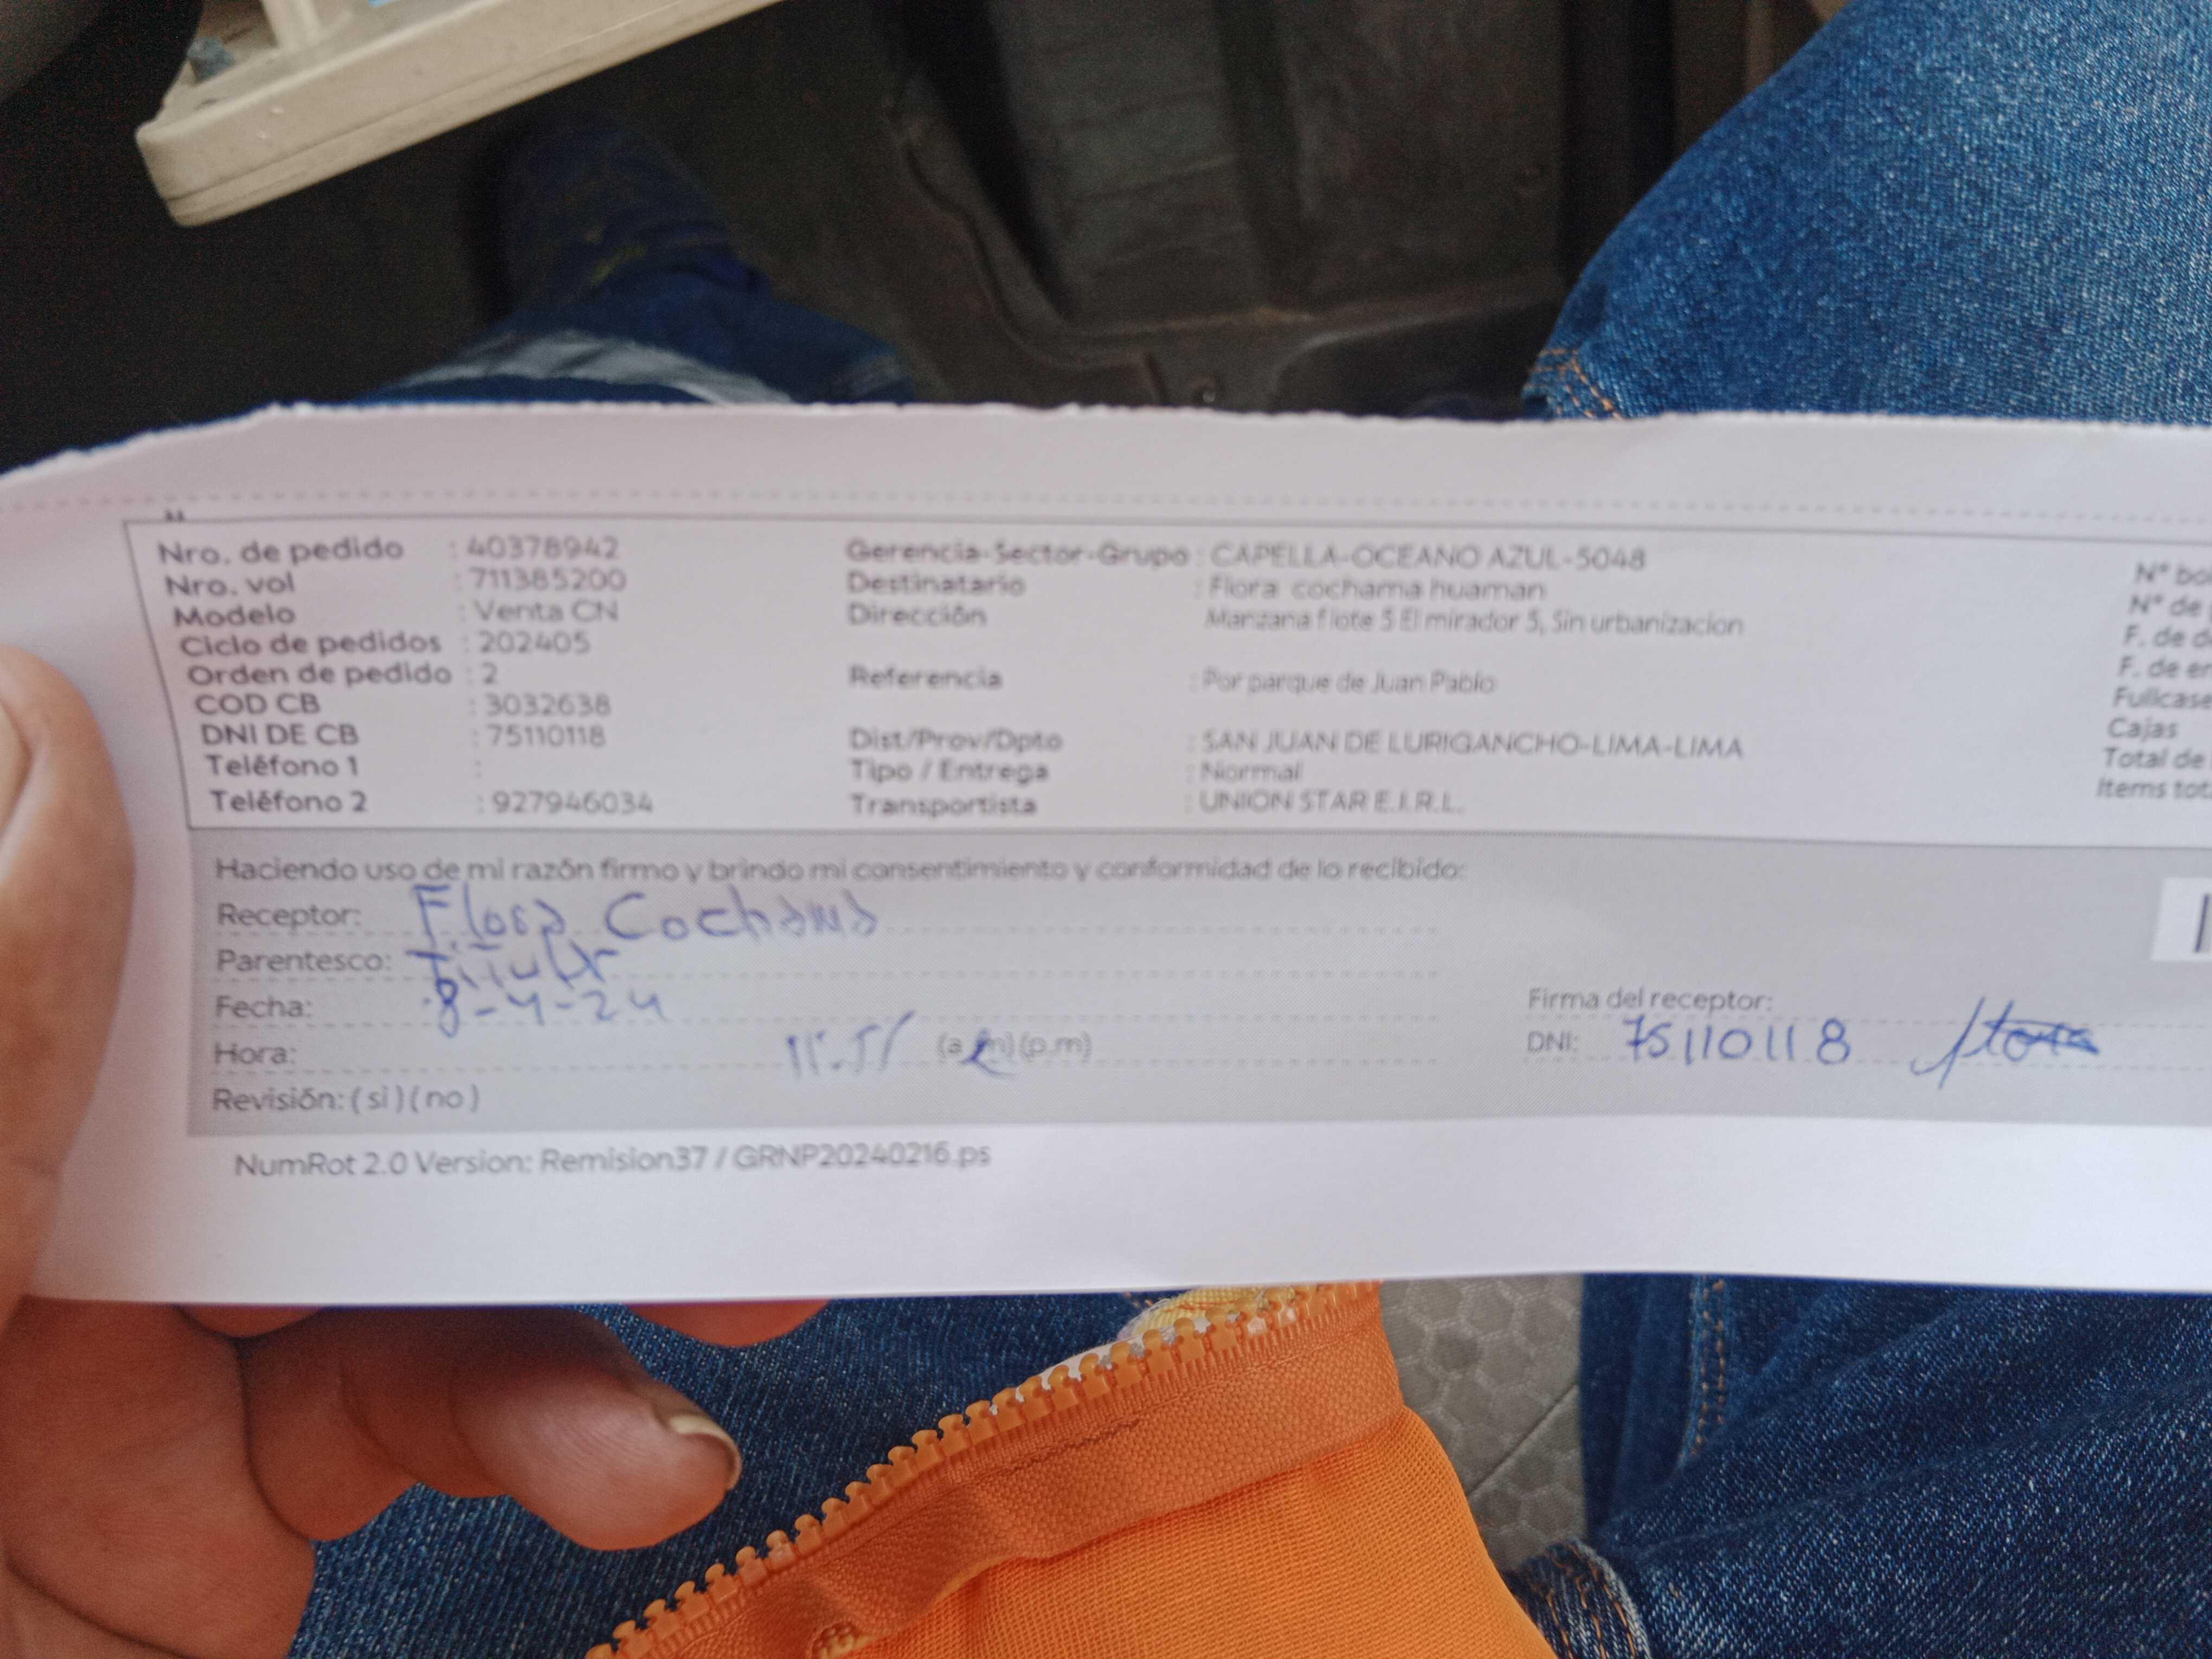 Nro. de pedido : 40378942
Nro. vol : 711385200
Modelo : Venta CN
Ciclo de pedidos : 202405
Orden de pedido : 2
COD CB : 3032638
DNI DE CB : 75110118
Teléfono 1 :
Teléfono 2 : 927946034
Gerencia-Sector-Grupo : CAPELLA-OCEANO AZUL-5048
Destinatario : Flora cochama huaman
Dirección Manzana f lote 5 El mirador 5, Sin urbanizacion
Referencia : Por parque de Juan Pablo
Dist/Prov/Dpto : SAN JUAN DE LURIGANCHO-LIMA-LIMA
Tipo / Entrega : Normal
Transportista : UNION STAR E.I.R.L.
N° bol
N° de
F. de
F. de en
Fullcase
Cajas
Total de
Items tot
Haciendo uso de mi razón firmo y brindo mi consentimiento y conformidad de lo recibido:
Receptor: Flora Cochama
Parentesco: Titular
Fecha: 8-4-24
Hora: (a.m) (p.m)
Revisión: ( si ) ( no )
Firma del receptor:
DNI: 75110118
NumRot 2.0 Version: Remision37 / GRNP20240216.ps